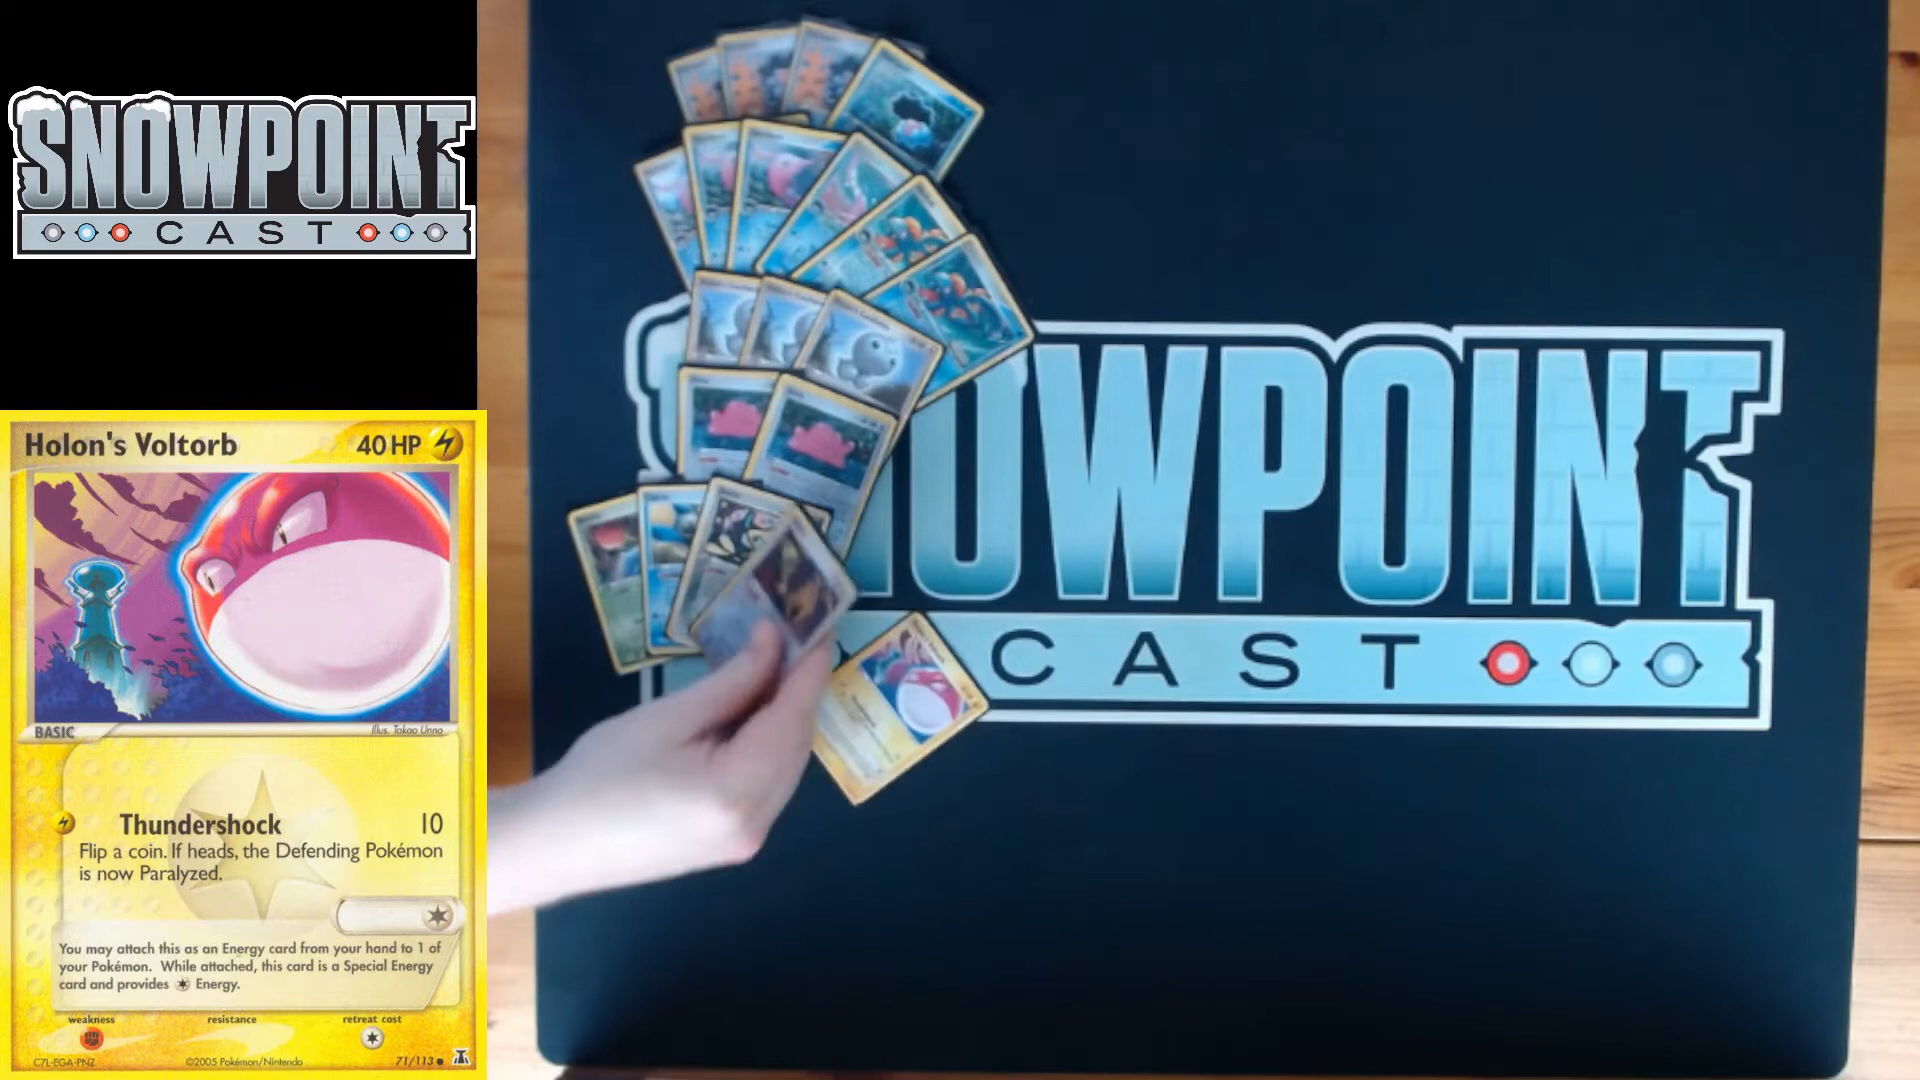 SNOWPOINT
CAST
Holon's Voltorb 40 HP
BASIC
Illus. Takao Unno
Thundershock 10
Flip a coin. If heads, the Defending Pokémon
is now Paralyzed.
You may attach this as an Energy card from your hand to 1 of
your Pokémon. While attached, this card is a Special Energy
card and provides Energy.
weakness resistance retreat cost
C7L-EGA-PNZ ©2005 Pokémon/Nintendo 71/113
NOWPOINT
CAST